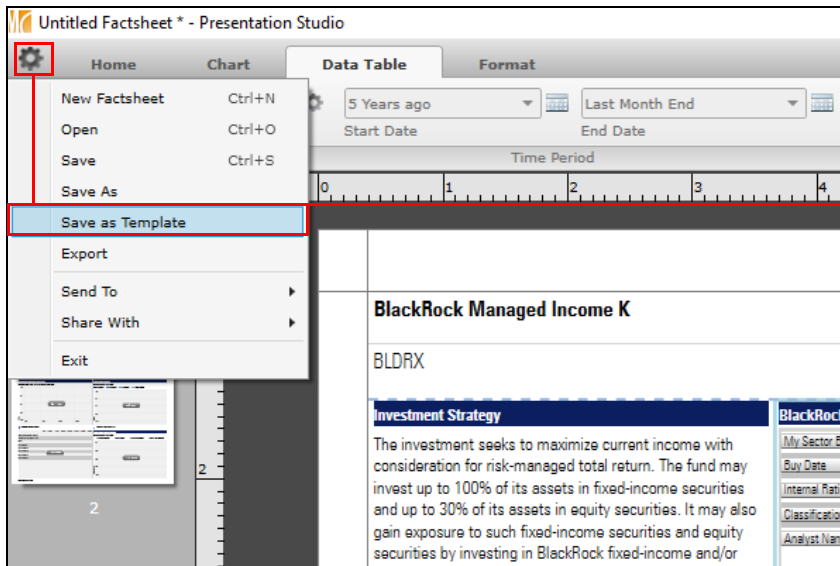 Untitled Factsheet * - Presentation Studio
Home Chart Data Table Format
New Factsheet Ctrl+N
Open Ctrl+O
Save Ctrl+S
Save As
Save as Template
Export
Send To
Share With
Exit
5 Years ago Last Month End
Start Date End Date
Time Period
0 1 2 3 4
BlackRock Managed Income K
BLDRX
Investment Strategy
The investment seeks to maximize current income with
consideration for risk-managed total return. The fund may
invest up to 100% of its assets in fixed-income securities
and up to 30% of its assets in equity securities. It may also
gain exposure to such fixed-income securities and equity
securities by investing in BlackRock fixed-income and/or
BlackRock
My Sector
Buy Date
Internal
Analyst
2
2